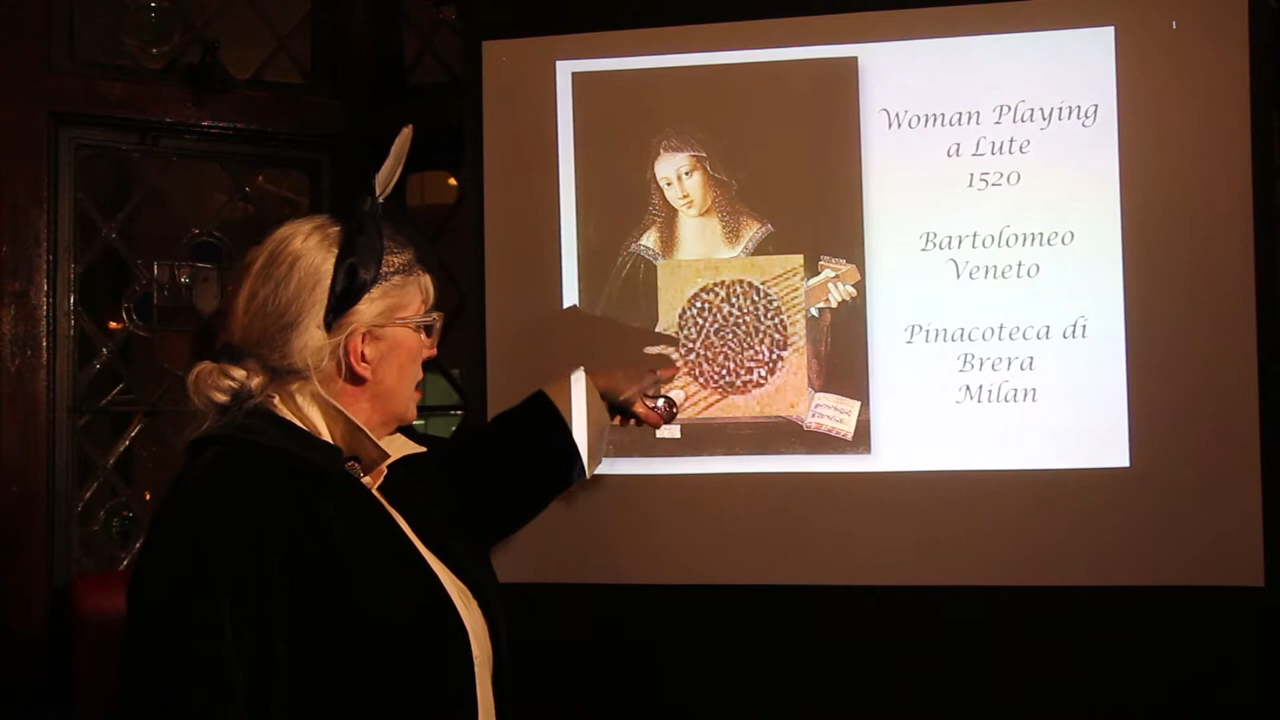 Woman Playing
a Lute
1520
Bartolomeo
Veneto
Pinacoteca di
Brera
Milan